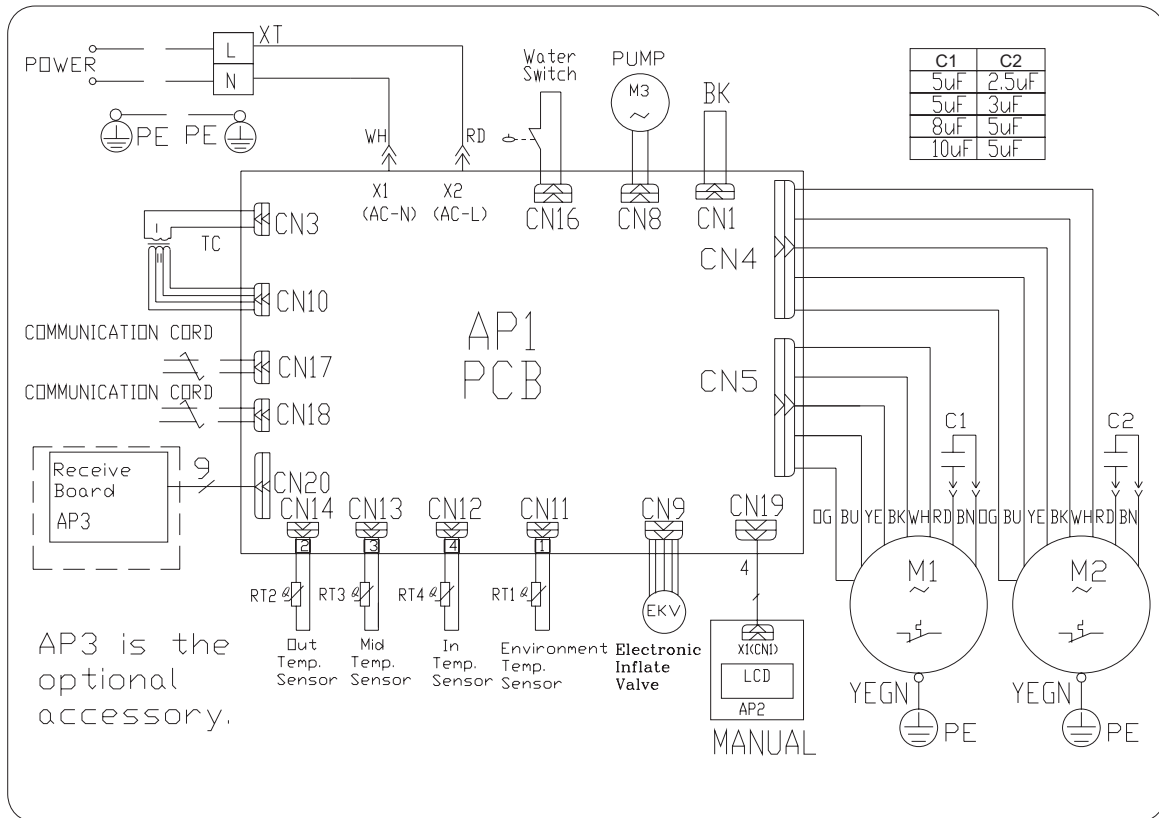 POWER
L
XT
N
PE PE
WH
RD
X1
(AC-N)
X2
(AC-L)
Water
Switch
CN16
PUMP
M3
~
CN8
BK
CN1
C1 C2
5uF 2.5uF
5uF 3uF
8uF 5uF
10uF 5uF
I
II
TC
CN3
CN10
COMMUNICATION CORD
CN17
COMMUNICATION CORD
CN18
Receive
Board
AP3
9
CN20
AP1
PCB
CN4
CN5
CN14
CN13
CN12
CN11
CN9
CN19
2
3
4
1
RT2
RT3
RT4
RT1
Out
Temp.
Sensor
Mid
Temp.
Sensor
In
Temp.
Sensor
Environment
Temp.
Sensor
EKV
Electronic
Inflate
Valve
4
X1(CN1)
LCD
AP2
MANUAL
C1
C2
OG BU YE BK WH RD BN
OG BU YE BK WH RD BN
M1
~
M2
~
YEGN
PE
YEGN
PE
AP3 is the
optional
accessory.